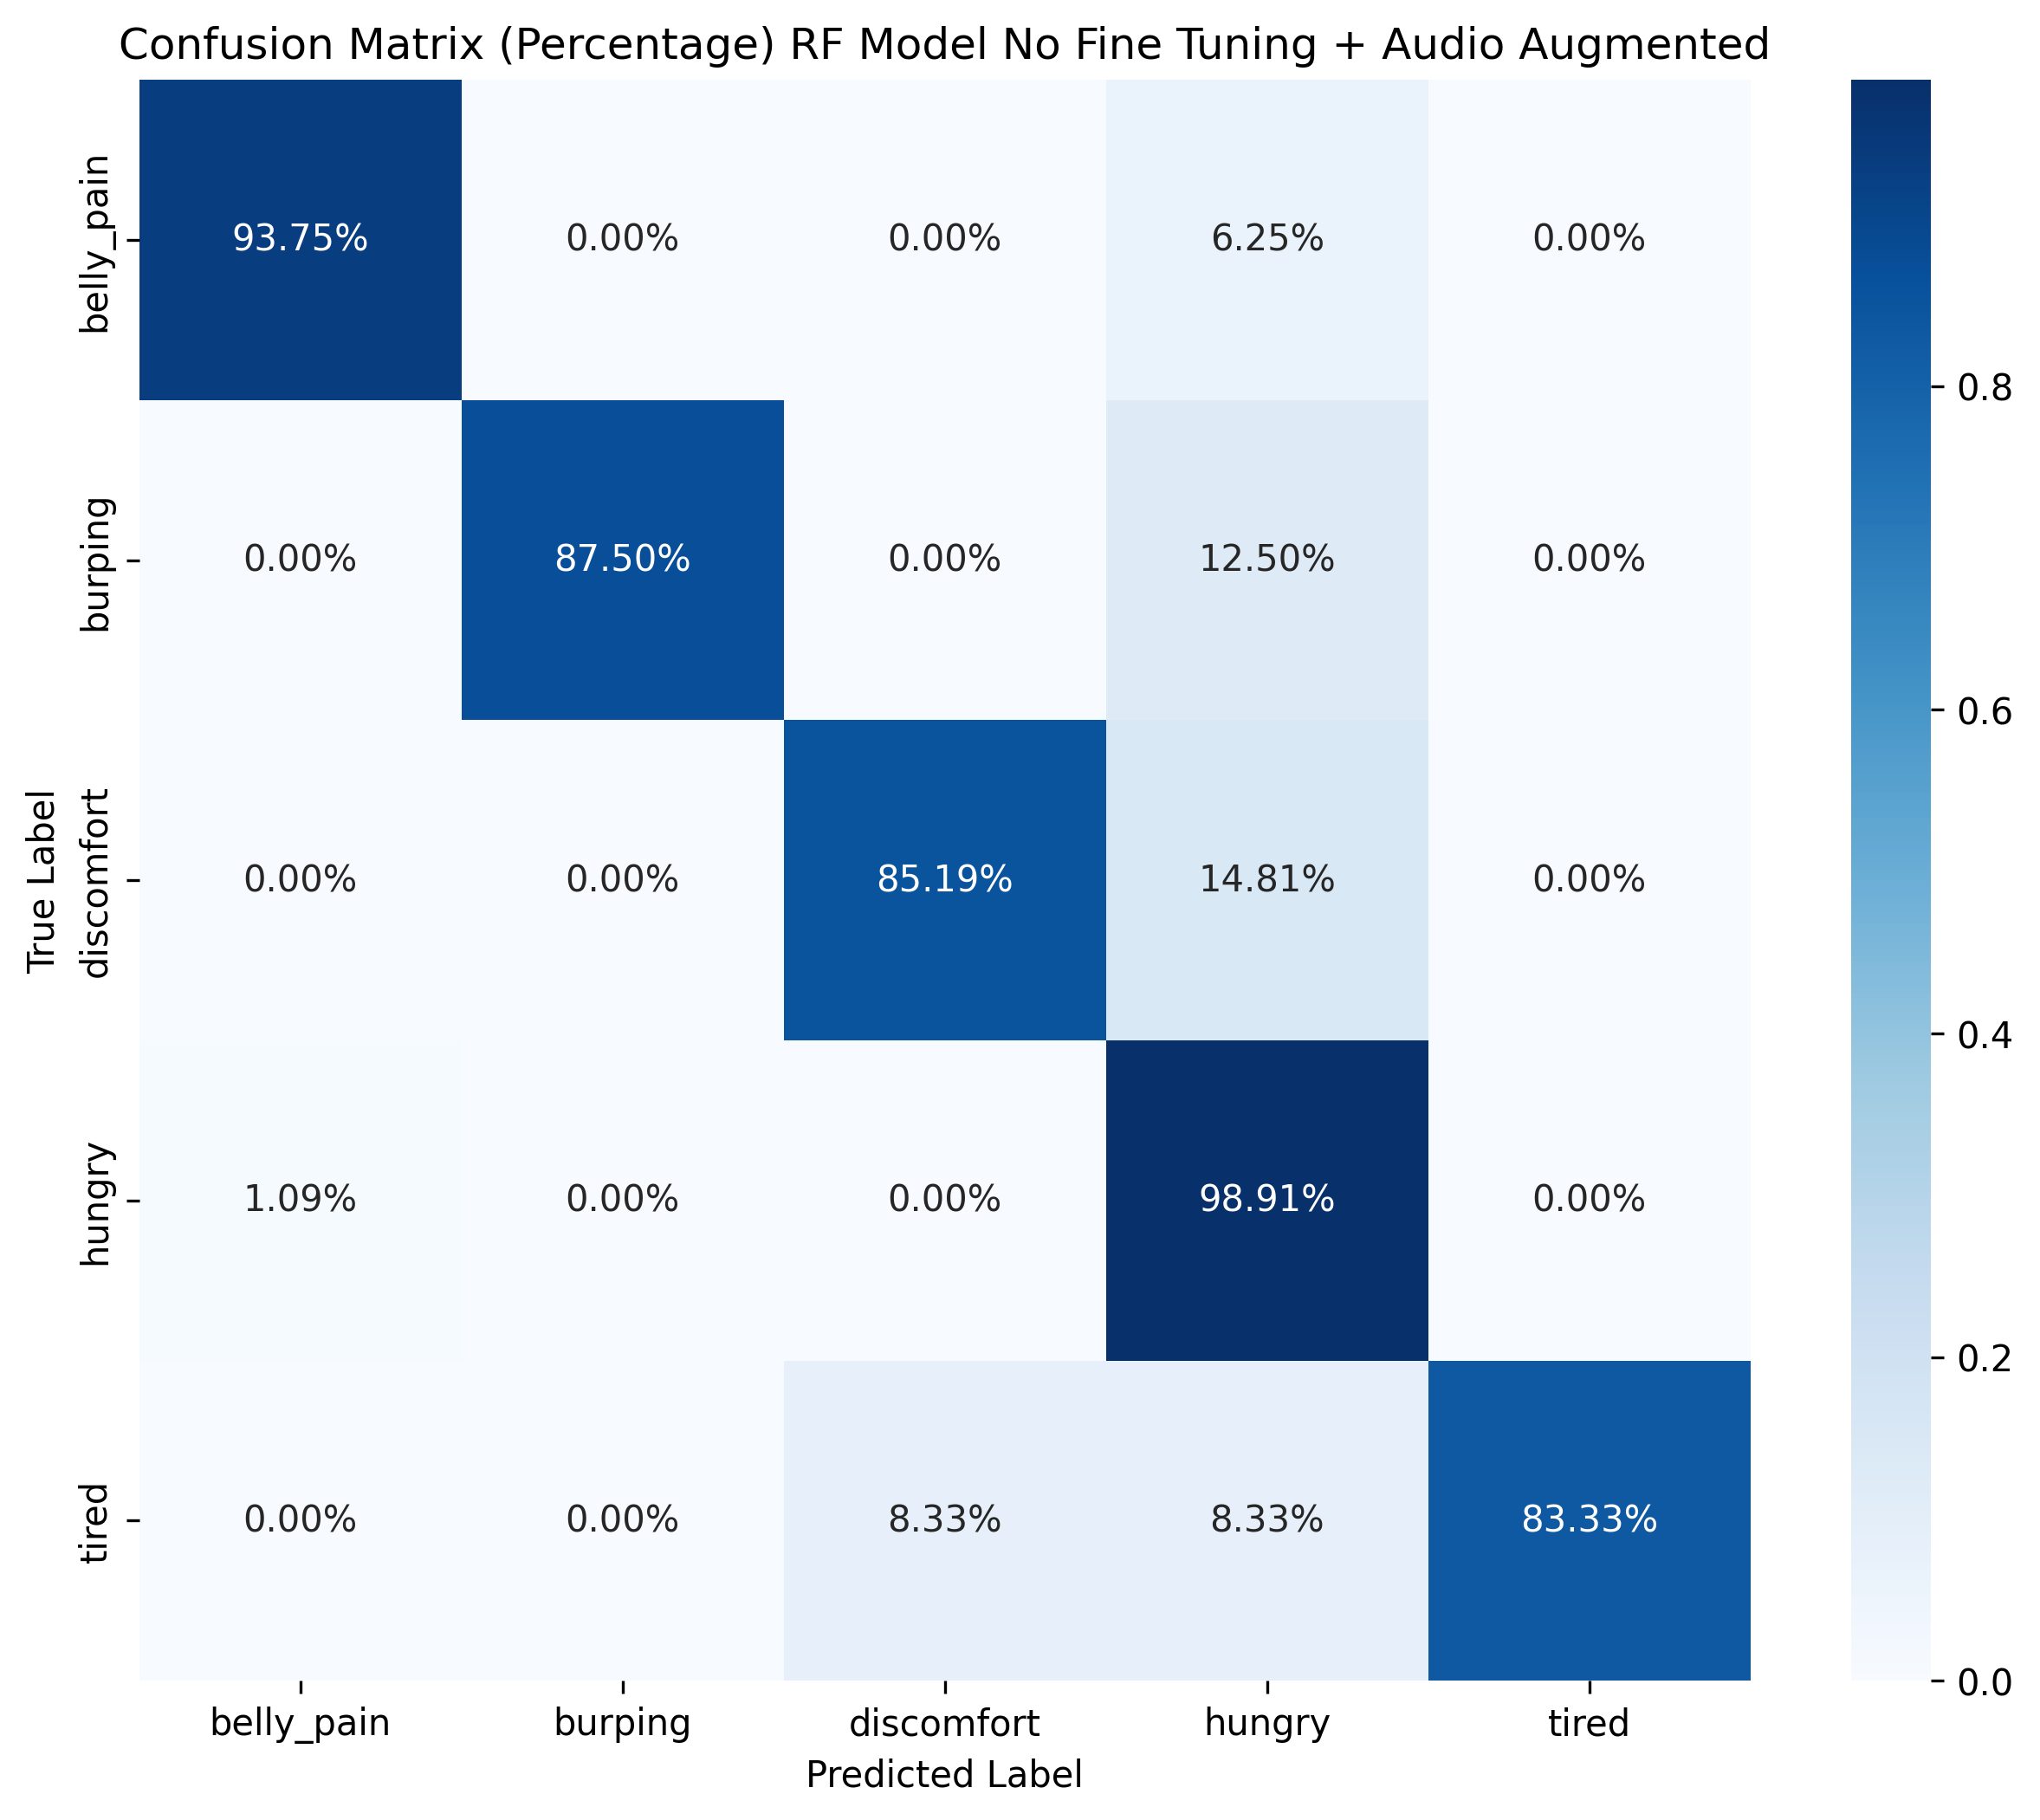 Confusion Matrix (Percentage) RF Model No Fine Tuning + Audio Augmented
True Label
belly_pain
93.75% 0.00% 0.00% 6.25% 0.00%
burping
0.00% 87.50% 0.00% 12.50% 0.00%
discomfort
0.00% 0.00% 85.19% 14.81% 0.00%
hungry
1.09% 0.00% 0.00% 98.91% 0.00%
tired
0.00% 0.00% 8.33% 8.33% 83.33%
belly_pain burping discomfort hungry tired
Predicted Label
0.8
0.6
0.4
0.2
0.0